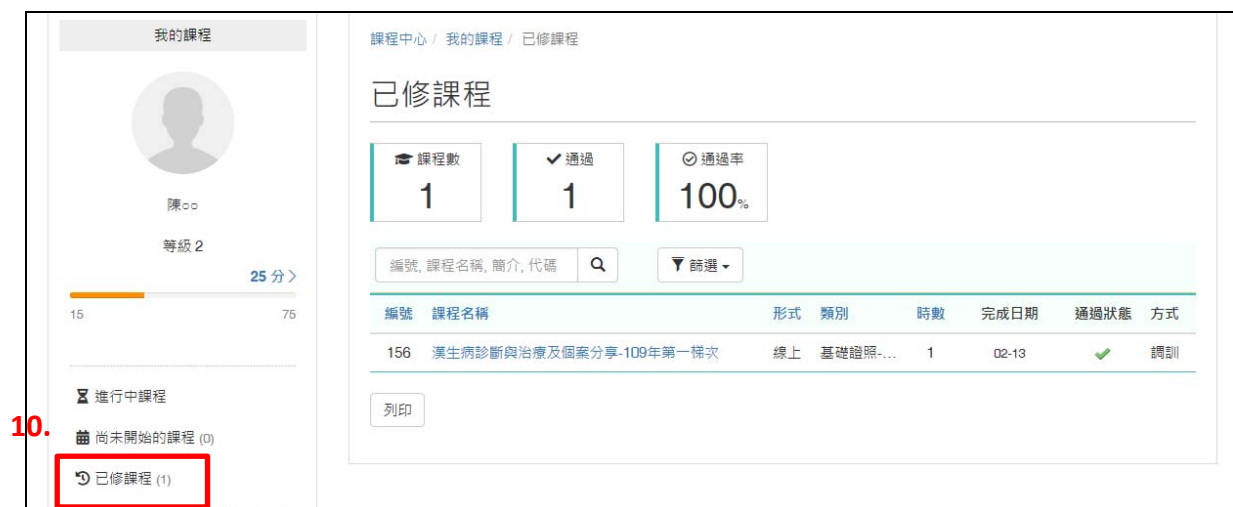 我的課程
陳○○
等級 2
25 分
15 75
進行中課程
10.
尚未開始的課程 (0)
已修課程 (1)
課程中心 / 我的課程 / 已修課程
已修課程
課程數 通過 通過率
1 1 100%
編號, 課程名稱, 簡介, 代碼 篩選
編號 課程名稱 形式 類別 時數 完成日期 通過狀態 方式
156 漢生病診斷與治療及個案分享-109年第一梯次 線上 基礎證照-... 1 02-13 調訓
列印